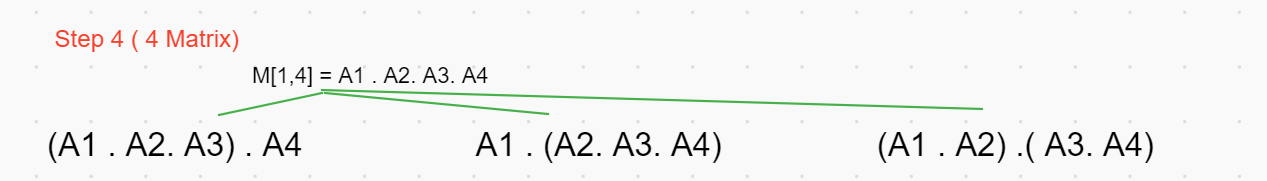 Step 4 ( 4 Matrix)
M[1,4] = A1 . A2. A3. A4
(A1 . A2. A3) . A4
A1 . (A2. A3. A4)
(A1 . A2) .( A3. A4)